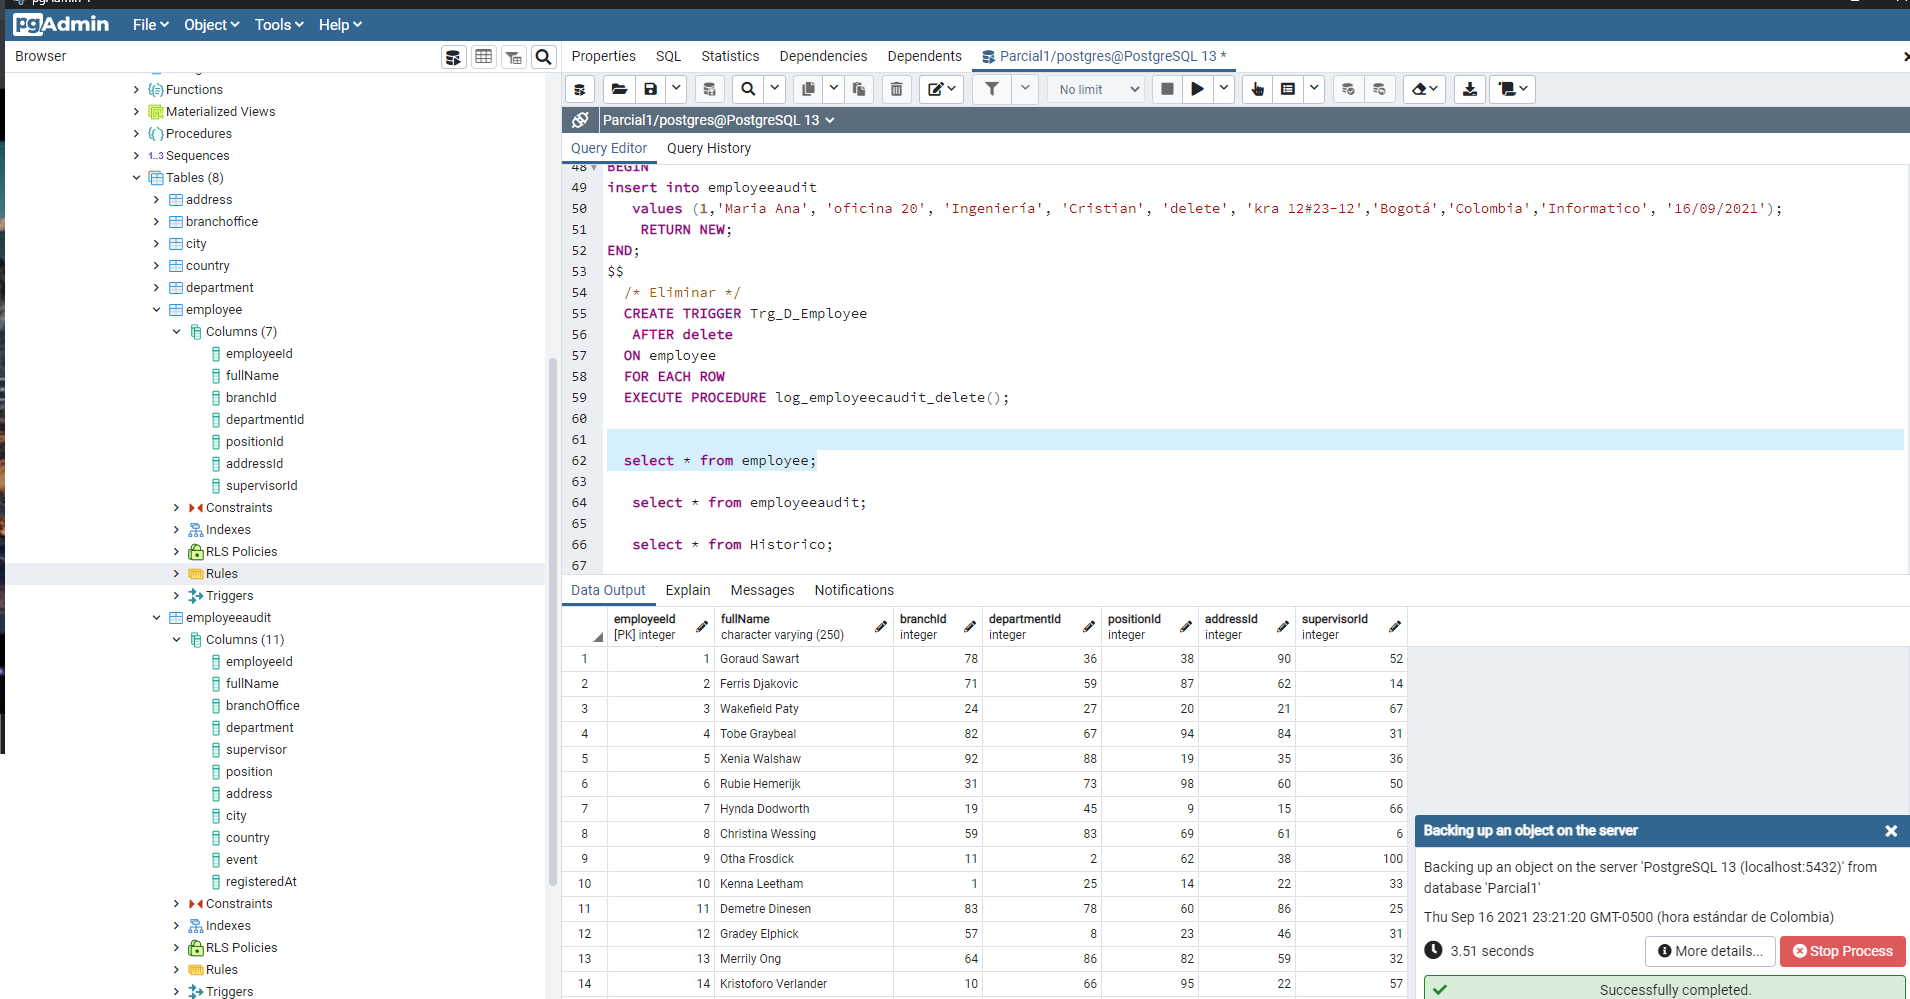 pgAdmin
File
Object
Tools
Help
Browser
Functions
Materialized Views
Procedures
1..3 Sequences
Tables (8)
address
branchoffice
city
country
department
employee
Columns (7)
employeeId
fullName
branchId
departmentId
positionId
addressId
supervisorId
Constraints
Indexes
RLS Policies
Rules
Triggers
employeeaudit
Columns (11)
employeeId
fullName
branchOffice
department
supervisor
position
address
city
country
event
registeredAt
Constraints
Indexes
RLS Policies
Rules
Triggers
Properties SQL Statistics Dependencies Dependents Parcial1/postgres@PostgreSQL 13 *
No limit
Parcial1/postgres@PostgreSQL 13
Query Editor Query History
48 BEGIN
49 insert into employeeaudit
50 values (1,'Maria Ana', 'oficina 20', 'Ingeniería', 'Cristian', 'delete', 'kra 12#23-12','Bogotá','Colombia','Informatico', '16/09/2021');
51 RETURN NEW;
52 END;
53 $$
54 /* Eliminar */
55 CREATE TRIGGER Trg_D_Employee
56 AFTER delete
57 ON employee
58 FOR EACH ROW
59 EXECUTE PROCEDURE log_employeecaudit_delete();
60
61
62 select * from employee;
63
64 select * from employeeaudit;
65
66 select * from Historico;
67
Data Output Explain Messages Notifications
employeeId [PK] integer fullName character varying (250) branchId integer departmentId integer positionId integer addressId integer supervisorId integer
1 1 Goraud Sawart 78 36 38 90 52
2 2 Ferris Djakovic 71 59 87 62 14
3 3 Wakefield Paty 24 27 20 21 67
4 4 Tobe Graybeal 82 67 94 84 31
5 5 Xenia Walshaw 92 88 19 35 36
6 6 Rubie Hemerijk 31 73 98 60 50
7 7 Hynda Dodworth 19 45 9 15 66
8 8 Christina Wessing 59 83 69 61 6
9 9 Otha Frosdick 11 2 62 38 100
10 10 Kenna Leetham 1 25 14 22 33
11 11 Demetre Dinesen 83 78 60 86 25
12 12 Gradey Elphick 57 8 23 46 31
13 13 Merrily Ong 64 86 82 59 32
14 14 Kristoforo Verlander 10 66 95 22 57
Backing up an object on the server
Backing up an object on the server 'PostgreSQL 13 (localhost:5432)' from
database 'Parcial1'
Thu Sep 16 2021 23:21:20 GMT-0500 (hora estándar de Colombia)
3.51 seconds
More details...
Stop Process
Successfully completed.